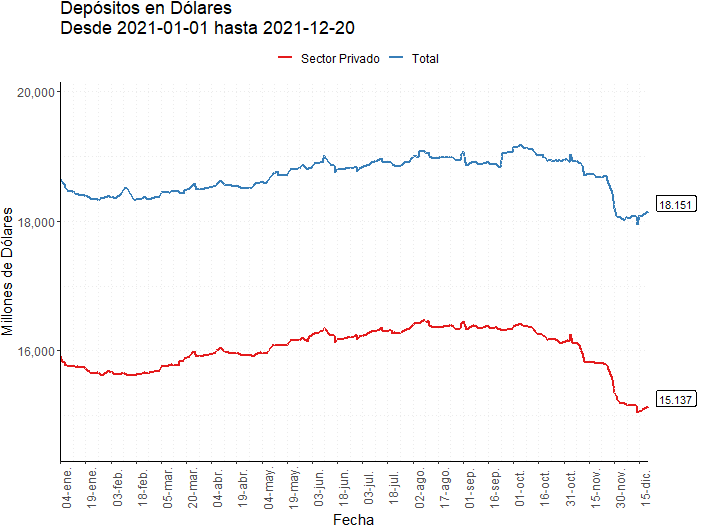 Depósitos en Dólares
Desde 2021-01-01 hasta 2021-12-20
Sector Privado Total
Millones de Dólares
20,000
18,000
16,000
18.151
15.137
04-ene.
19-ene.
03-feb.
18-feb.
05-mar.
20-mar.
04-abr.
19-abr.
04-may.
19-may.
03-jun.
18-jun.
03-jul.
18-jul.
02-ago.
17-ago.
01-sep.
16-sep.
01-oct.
16-oct.
31-oct.
15-nov.
30-nov.
15-dic.
Fecha